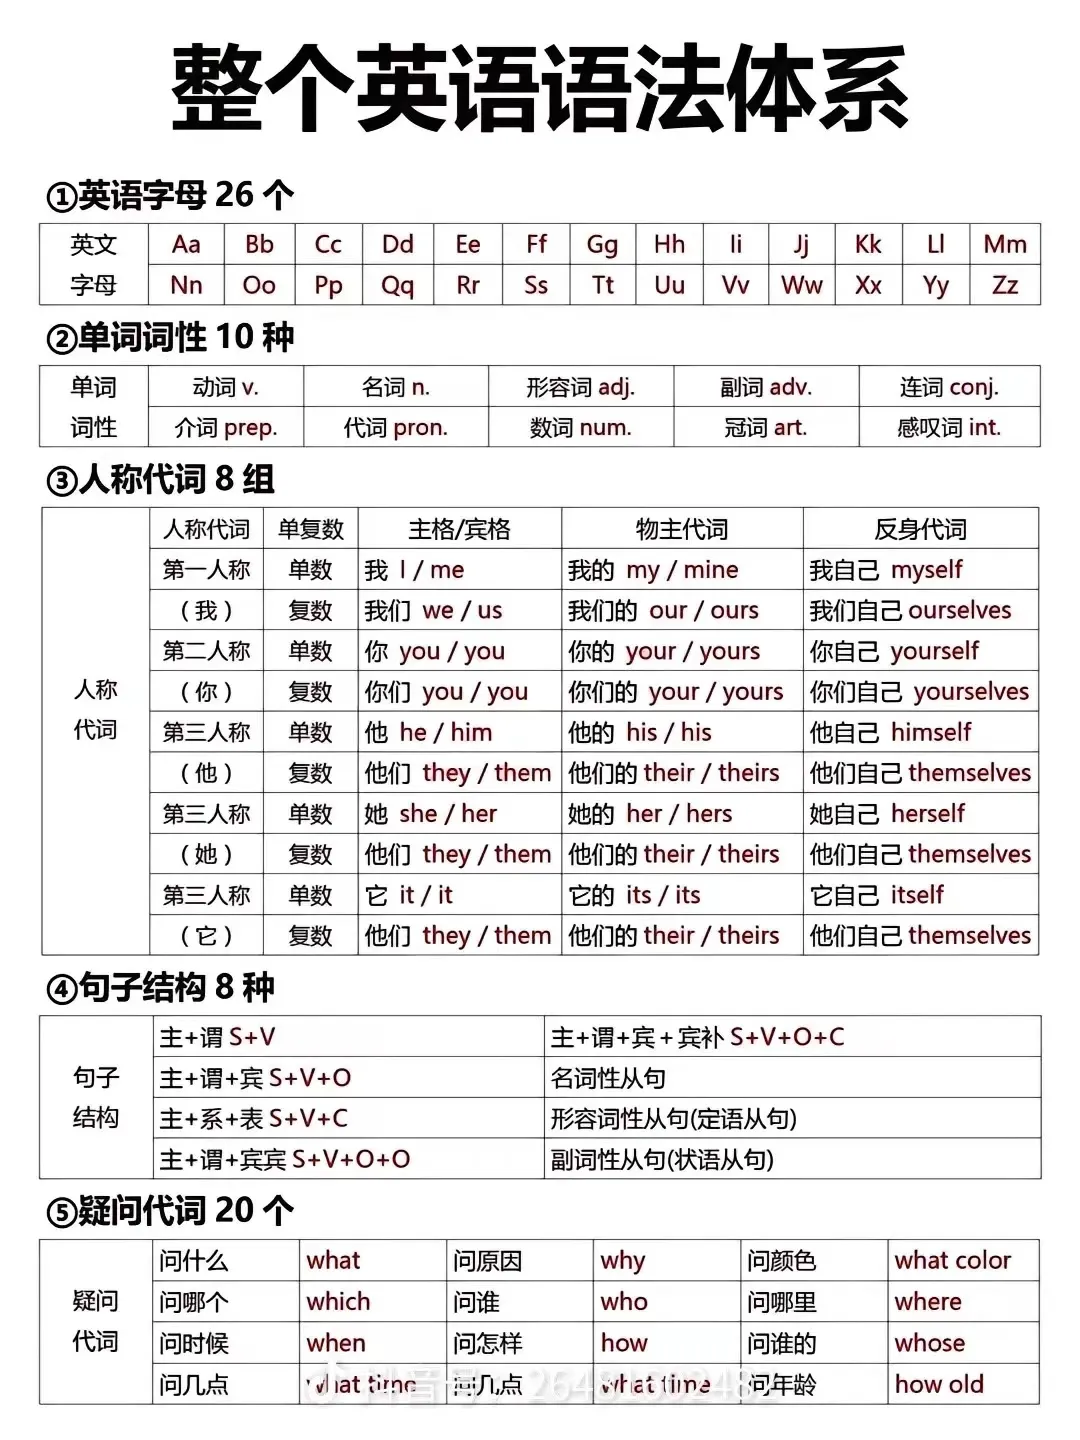 整个英语语法体系
①英语字母 26 个
英文 Aa Bb Cc Dd Ee Ff Gg Hh Ii Jj Kk Ll Mm
字母 Nn Oo Pp Qq Rr Ss Tt Uu Vv Ww Xx Yy Zz
②单词词性 10 种
单词 动词 v. 名词 n. 形容词 adj. 副词 adv. 连词 conj.
词性 介词 prep. 代词 pron. 数词 num. 冠词 art. 感叹词 int.
③人称代词 8 组
人称代词 单复数 主格/宾格 物主代词 反身代词
第一人称 单数 我 I / me 我的 my / mine 我自己 myself
（我） 复数 我们 we / us 我们的 our / ours 我们自己 ourselves
第二人称 单数 你 you / you 你的 your / yours 你自己 yourself
人称 （你） 复数 你们 you / you 你们的 your / yours 你们自己 yourselves
代词 第三人称 单数 他 he / him 他的 his / his 他自己 himself
（他） 复数 他们 they / them 他们的 their / theirs 他们自己 themselves
第三人称 单数 她 she / her 她的 her / hers 她自己 herself
（她） 复数 他们 they / them 他们的 their / theirs 他们自己 themselves
第三人称 单数 它 it / it 它的 its / its 它自己 itself
（它） 复数 他们 they / them 他们的 their / theirs 他们自己 themselves
④句子结构 8 种
主+谓 S+V 主+谓+宾+宾补 S+V+O+C
句子 主+谓+宾 S+V+O 名词性从句
结构 主+系+表 S+V+C 形容词性从句(定语从句)
主+谓+宾宾 S+V+O+O 副词性从句(状语从句)
⑤疑问代词 20 个
问什么 what 问原因 why 问颜色 what color
疑问 问哪个 which 问谁 who 问哪里 where
代词 问时候 when 问怎样 how 问谁的 whose
问几点 what time 问几点 what time 问年龄 how old